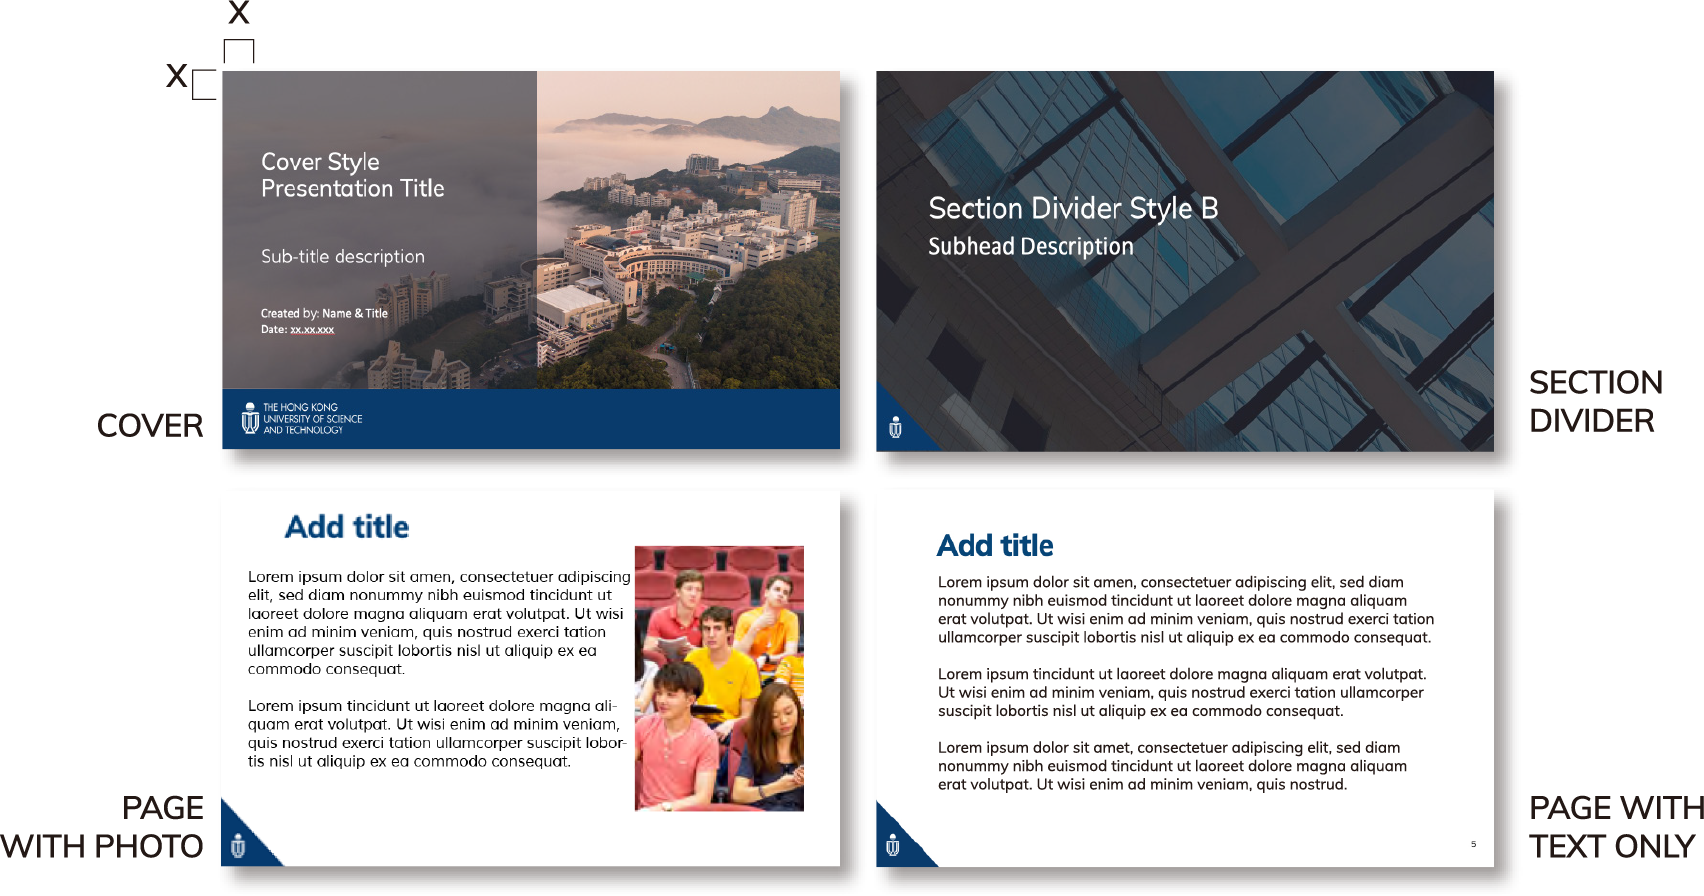 X
X
Cover Style
Presentation Title
Sub-title description
Created by: Name & Title
Date: xx.xx.xxx
THE HONG KONG
UNIVERSITY OF SCIENCE
AND TECHNOLOGY
COVER
Section Divider Style B
Subhead Description
SECTION
DIVIDER
Add title
Lorem ipsum dolor sit amen, consectetuer adipiscing
elit, sed diam nonummy nibh euismod tincidunt ut
laoreet dolore magna aliquam erat volutpat. Ut wisi
enim ad minim veniam, quis nostrud exerci tation
ullamcorper suscipit lobortis nisl ut aliquip ex ea
commodo consequat.
Lorem ipsum tincidunt ut laoreet dolore magna ali-
quam erat volutpat. Ut wisi enim ad minim veniam,
quis nostrud exerci tation ullamcorper suscipit lobor-
tis nisl ut aliquip ex ea commodo consequat.
PAGE
WITH PHOTO
Add title
Lorem ipsum dolor sit amen, consectetuer adipiscing elit, sed diam
nonummy nibh euismod tincidunt ut laoreet dolore magna aliquam
erat volutpat. Ut wisi enim ad minim veniam, quis nostrud exerci tation
ullamcorper suscipit lobortis nisl ut aliquip ex ea commodo consequat.
Lorem ipsum tincidunt ut laoreet dolore magna aliquam erat volutpat.
Ut wisi enim ad minim veniam, quis nostrud exerci tation ullamcorper
suscipit lobortis nisl ut aliquip ex ea commodo consequat.
Lorem ipsum dolor sit amet, consectetuer adipiscing elit, sed diam
nonummy nibh euismod tincidunt ut laoreet dolore magna aliquam
erat volutpat. Ut wisi enim ad minim veniam, quis nostrud.
5
PAGE WITH
TEXT ONLY